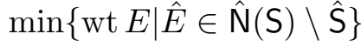 min{wt E|Ê ∈ N̂(S) \ Ŝ}